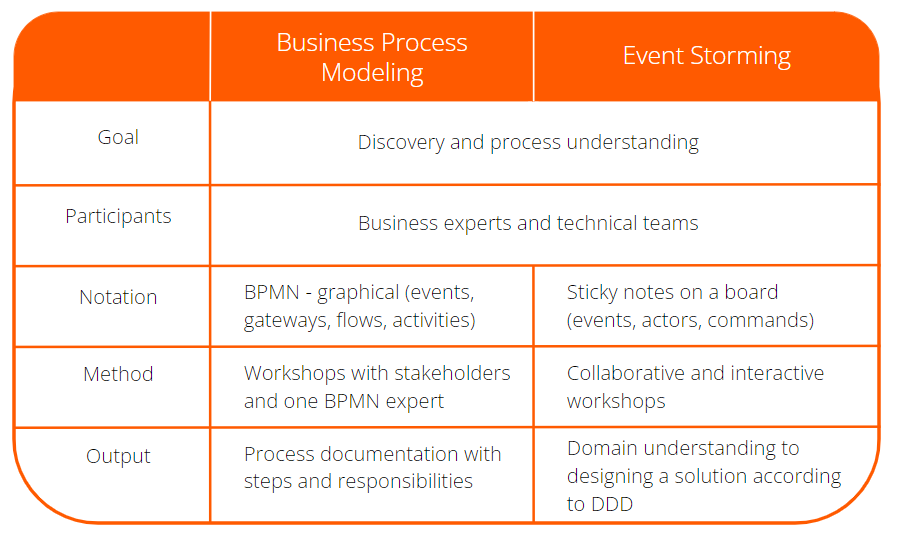 Business Process
Modeling
Event Storming
Goal
Discovery and process understanding
Participants
Business experts and technical teams
Notation
BPMN - graphical (events,
gateways, flows, activities)
Sticky notes on a board
(events, actors, commands)
Method
Workshops with stakeholders
and one BPMN expert
Collaborative and interactive
workshops
Output
Process documentation with
steps and responsibilities
Domain understanding to
designing a solution according
to DDD